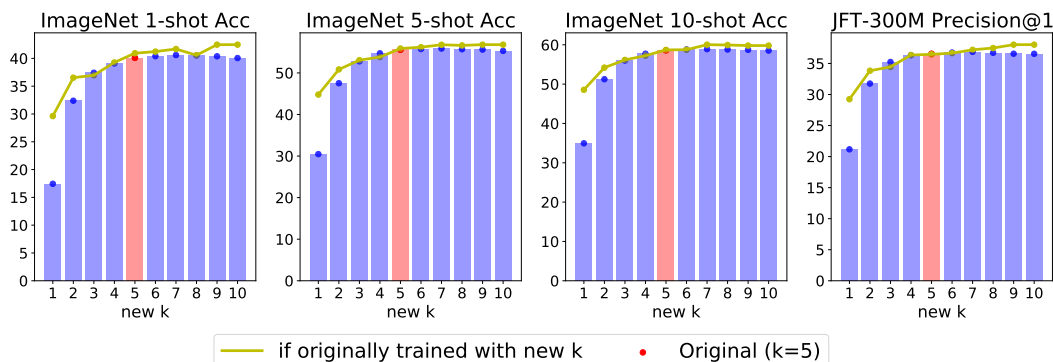 ImageNet 1-shot Acc
40
35
30
25
20
15
10
5
0
1 2 3 4 5 6 7 8 9 10
new k
ImageNet 5-shot Acc
50
40
30
20
10
0
1 2 3 4 5 6 7 8 9 10
new k
ImageNet 10-shot Acc
60
50
40
30
20
10
0
1 2 3 4 5 6 7 8 9 10
new k
JFT-300M Precision@1
35
30
25
20
15
10
5
0
1 2 3 4 5 6 7 8 9 10
new k
if originally trained with new k
Original (k=5)